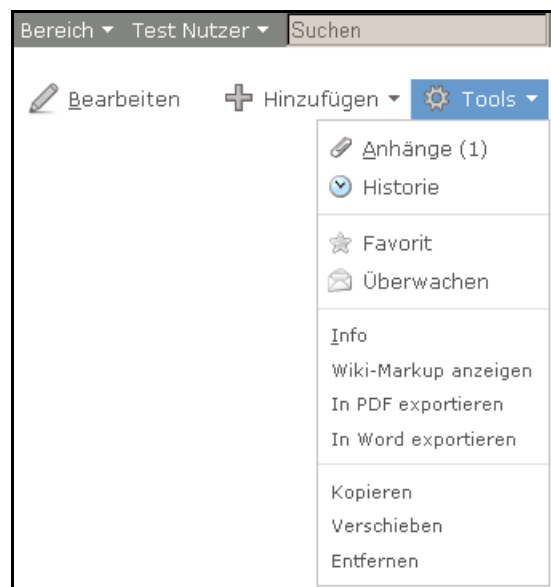 Bereich Test Nutzer Suchen
Bearbeiten Hinzufügen Tools
Anhänge (1)
Historie
Favorit
Überwachen
Info
Wiki-Markup anzeigen
In PDF exportieren
In Word exportieren
Kopieren
Verschieben
Entfernen